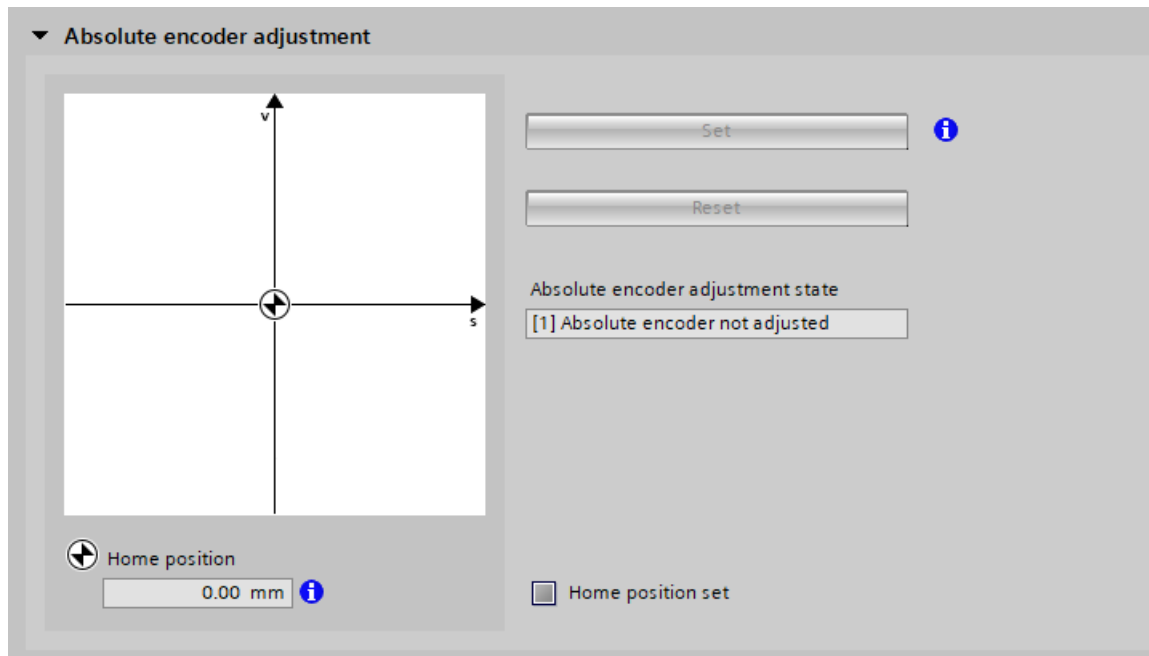 Absolute encoder adjustment
v
s
Set
Reset
Absolute encoder adjustment state
[1] Absolute encoder not adjusted
Home position
0.00 mm
Home position set